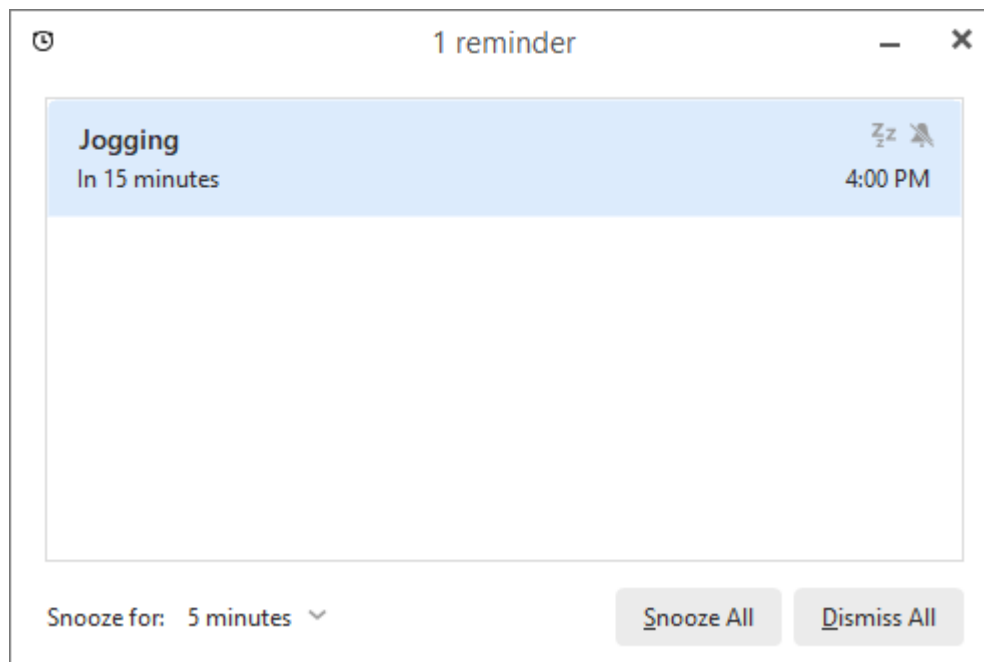 1 reminder
Jogging
In 15 minutes 4:00 PM
Snooze for: 5 minutes Snooze All Dismiss All